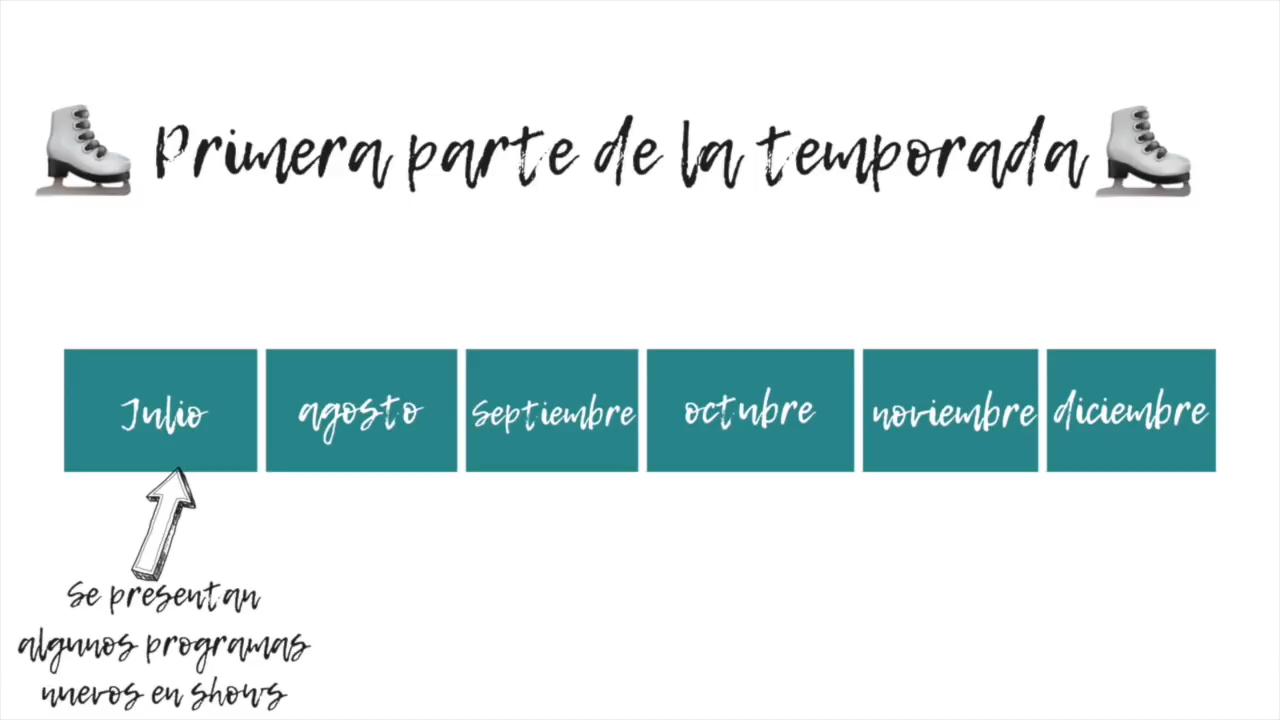 Primera parte de la temporada
Julio
agosto
Septiembre
octubre
noviembre
diciembre
Se presentan
algunos programas
nuevos en shows